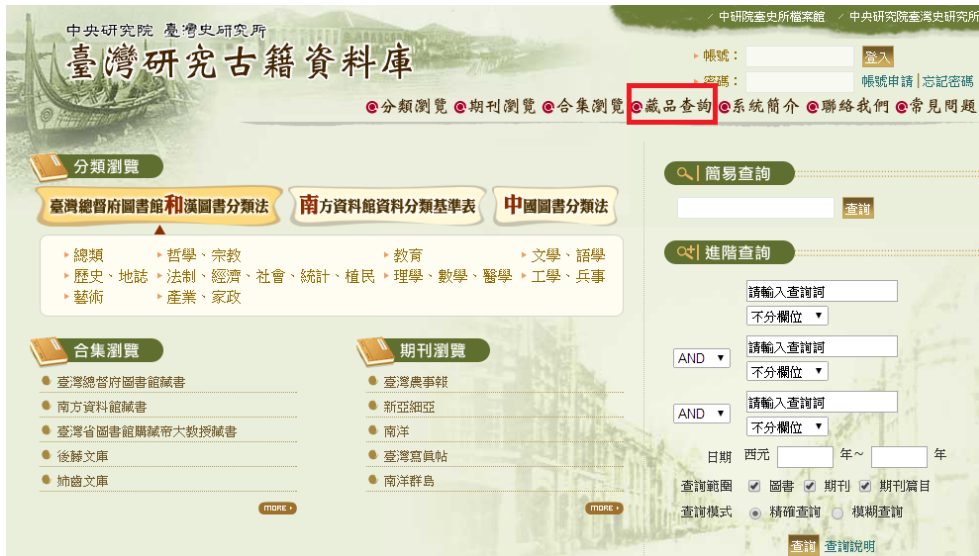 中研院臺史所檔案館 / 中央研究院臺灣史研究所
中央研究院 臺灣史研究所
臺灣研究古籍資料庫
帳號：
登入
密碼：
帳號申請|忘記密碼
分類瀏覽 期刊瀏覽 合集瀏覽 藏品查詢 系統簡介 聯絡我們 常見問題
分類瀏覽
臺灣總督府圖書館和漢圖書分類法 南方資料館資料分類基準表 中國圖書分類法
總類 哲學、宗教 教育 文學、語學
歷史、地誌 法制、經濟、社會、統計、植民 理學、數學、醫學 工學、兵事
藝術 產業、家政
合集瀏覽
臺灣總督府圖書館藏書
南方資料館藏書
臺灣省圖書館購藏帝大教授藏書
後藤文庫
姉齒文庫
MORE
期刊瀏覽
臺灣農事報
新亞細亞
南洋
臺灣寫真帖
南洋群島
MORE
簡易查詢
查詢
進階查詢
請輸入查詢詞
不分欄位
AND
請輸入查詢詞
不分欄位
AND
請輸入查詢詞
不分欄位
日期 西元 年~ 年
查詢範圍 圖書 期刊 期刊篇目
查詢模式 精確查詢 模糊查詢
查詢 查詢說明